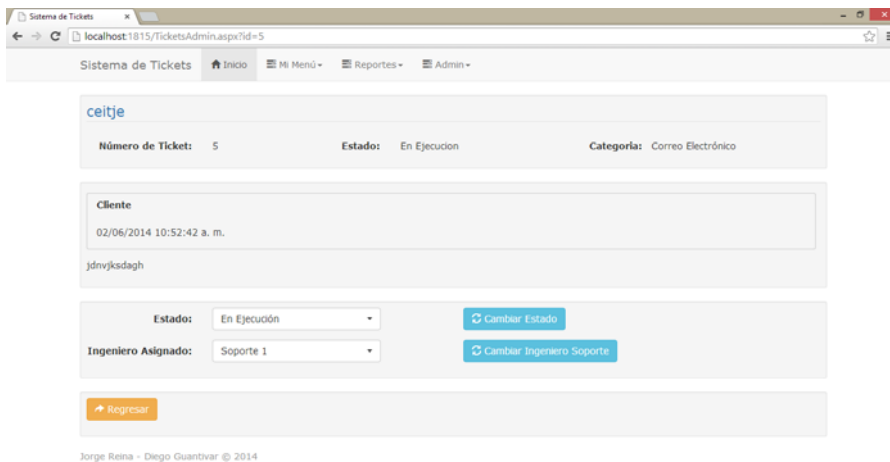 Sistema de Tickets
localhost:1815/TicketsAdmin.aspx?id=5
Sistema de Tickets Inicio Mi Menú Reportes Admin
ceitje
Número de Ticket: 5 Estado: En Ejecucion Categoria: Correo Electrónico
Cliente
02/06/2014 10:52:42 a. m.
jdnvjksdagh
Estado: En Ejecución Cambiar Estado
Ingeniero Asignado: Soporte 1 Cambiar Ingeniero Soporte
Regresar
Jorge Reina - Diego Guantivar © 2014